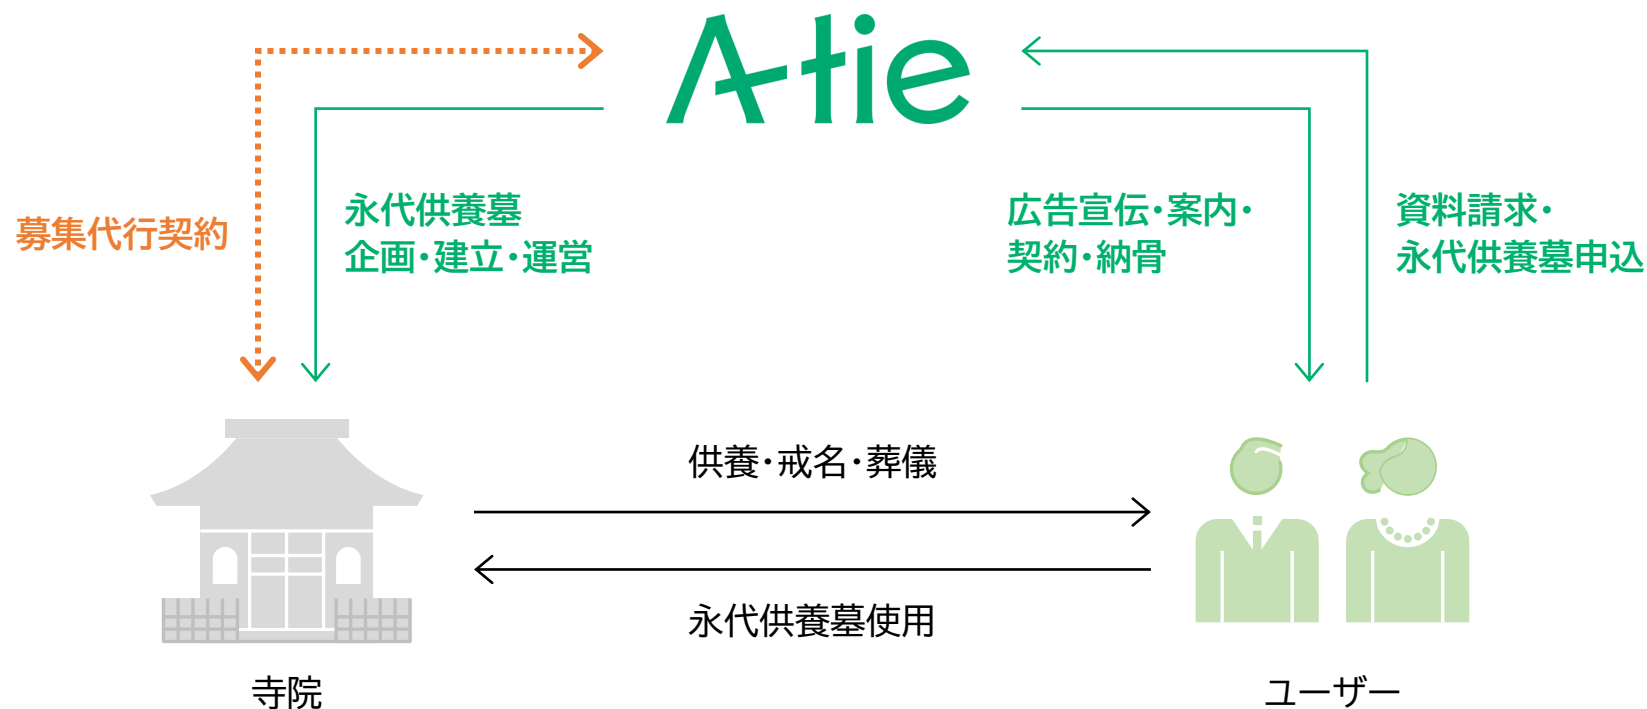 A-tie
募集代行契約
永代供養墓
企画・建立・運営
広告宣伝・案内・
契約・納骨
資料請求・
永代供養墓申込
供養・戒名・葬儀
永代供養墓使用
寺院
ユーザー